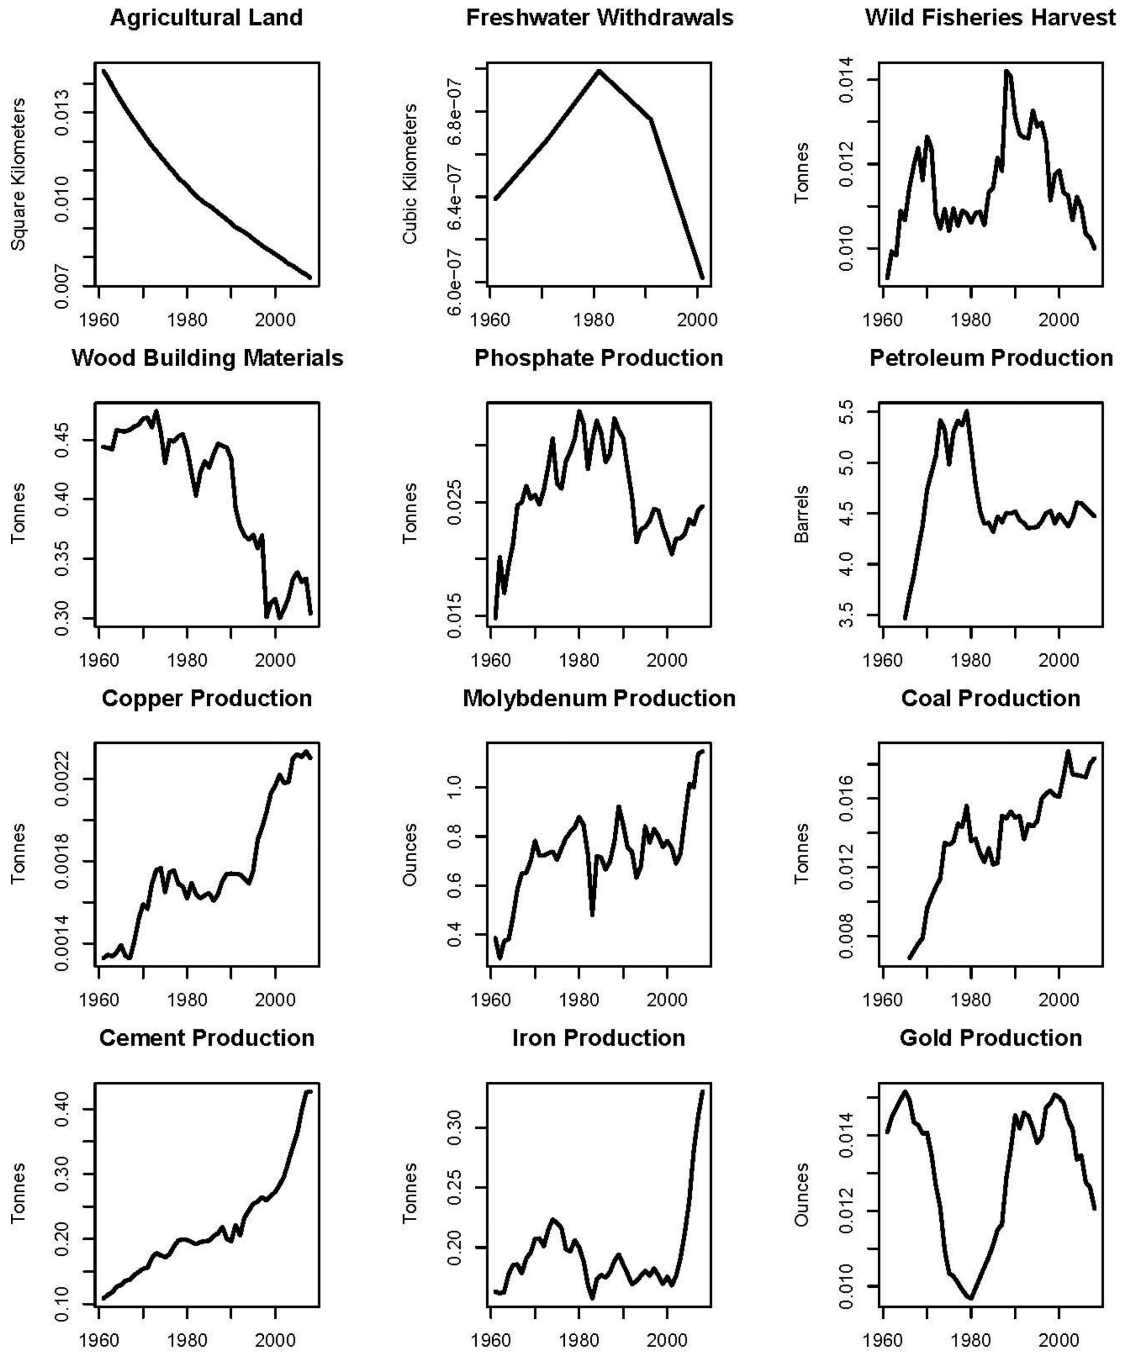 Agricultural Land
Square Kilometers
0.013
0.010
0.007
1960 1980 2000
Freshwater Withdrawals
Cubic Kilometers
6.8e-07
6.4e-07
6.0e-07
1960 1980 2000
Wild Fisheries Harvest
Tonnes
0.014
0.012
0.010
1960 1980 2000
Wood Building Materials
Tonnes
0.45
0.40
0.35
0.30
1960 1980 2000
Phosphate Production
Tonnes
0.025
0.015
1960 1980 2000
Petroleum Production
Barrels
5.5
5.0
4.5
4.0
3.5
1960 1980 2000
Copper Production
Tonnes
0.0022
0.0018
0.0014
1960 1980 2000
Molybdenum Production
Ounces
1.0
0.8
0.6
0.4
1960 1980 2000
Coal Production
Tonnes
0.016
0.012
0.008
1960 1980 2000
Cement Production
Tonnes
0.40
0.30
0.20
0.10
1960 1980 2000
Iron Production
Tonnes
0.30
0.25
0.20
1960 1980 2000
Gold Production
Ounces
0.014
0.012
0.010
1960 1980 2000